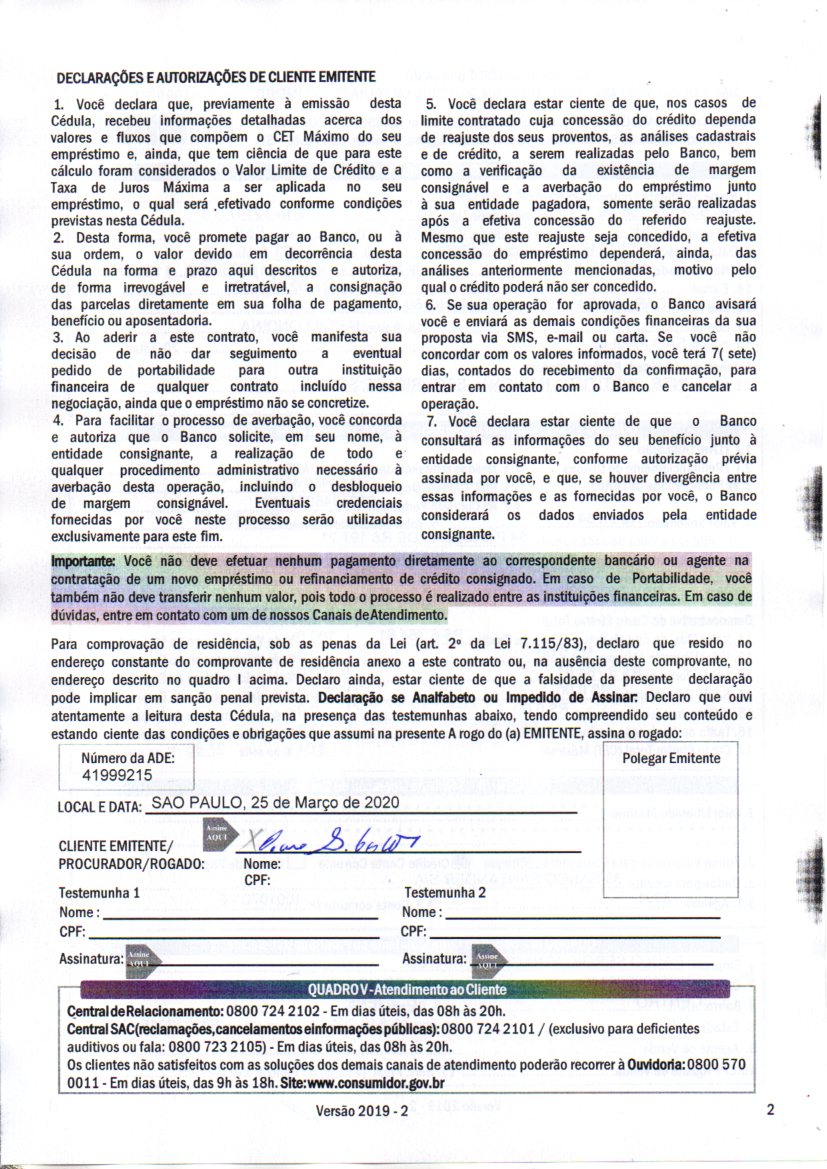 DECLARAÇÕES E AUTORIZAÇÕES DE CLIENTE EMITENTE
1. Você declara que, previamente à emissão desta
Cédula, recebeu informações detalhadas acerca dos
valores e fluxos que compõem o CET Máximo do seu
empréstimo e, ainda, que tem ciência de que para este
cálculo foram considerados o Valor Limite de Crédito e a
Taxa de Juros Máxima a ser aplicada no seu
empréstimo, o qual será efetivado conforme condições
previstas nesta Cédula.
2. Desta forma, você promete pagar ao Banco, ou à
sua ordem, o valor devido em decorrência desta
Cédula na forma e prazo aqui descritos e autoriza,
de forma irrevogável e irretratável, a consignação
das parcelas diretamente em sua folha de pagamento,
benefício ou aposentadoria.
3. Ao aderir a este contrato, você manifesta sua
decisão de não dar seguimento a eventual
pedido de portabilidade para outra instituição
financeira de qualquer contrato incluído nessa
negociação, ainda que o empréstimo não se concretize.
4. Para facilitar o processo de averbação, você concorda
e autoriza que o Banco solicite, em seu nome, à
entidade consignante, a realização de todo e
qualquer procedimento administrativo necessário à
averbação desta operação, incluindo o desbloqueio
de margem consignável. Eventuais credenciais
fornecidas por você neste processo serão utilizadas
exclusivamente para este fim.
5. Você declara estar ciente de que, nos casos de
limite contratado cuja concessão do crédito dependa
de reajuste dos seus proventos, as análises cadastrais
e de crédito, a serem realizadas pelo Banco, bem
como a verificação da existência de margem
consignável e a averbação do empréstimo junto
à sua entidade pagadora, somente serão realizadas
após a efetiva concessão do referido reajuste.
Mesmo que este reajuste seja concedido, a efetiva
concessão do empréstimo dependerá, ainda, das
análises anteriormente mencionadas, motivo pelo
qual o crédito poderá não ser concedido.
6. Se sua operação for aprovada, o Banco avisará
você e enviará as demais condições financeiras da sua
proposta via SMS, e-mail ou carta. Se você não
concordar com os valores informados, você terá 7( sete)
dias, contados do recebimento da confirmação, para
entrar em contato com o Banco e cancelar a
operação.
7. Você declara estar ciente de que o Banco
consultará as informações do seu benefício junto à
entidade consignante, conforme autorização prévia
assinada por você, e que, se houver divergência entre
essas informações e as fornecidas por você, o Banco
considerará os dados enviados pela entidade
consignante.
Importante: Você não deve efetuar nenhum pagamento diretamente ao correspondente bancário ou agente na
contratação de um novo empréstimo ou refinanciamento de crédito consignado. Em caso de Portabilidade, você
também não deve transferir nenhum valor, pois todo o processo é realizado entre as instituições financeiras. Em caso de
dúvidas, entre em contato com um de nossos Canais de Atendimento.
Para comprovação de residência, sob as penas da Lei (art. 2º da Lei 7.115/83), declaro que resido no
endereço constante do comprovante de residência anexo a este contrato ou, na ausência deste comprovante, no
endereço descrito no quadro I acima. Declaro ainda, estar ciente de que a falsidade da presente declaração
pode implicar em sanção penal prevista. Declaração se Analfabeto ou Impedido de Assinar: Declaro que ouvi
atentamente a leitura desta Cédula, na presença das testemunhas abaixo, tendo compreendido seu conteúdo e
estando ciente das condições e obrigações que assumi na presente A rogo do (a) EMITENTE, assina o rogado:
Número da ADE:
41999215
Polegar Emitente
LOCAL E DATA: SAO PAULO, 25 de Março de 2020
Assine
AQUI
X
CLIENTE EMITENTE/
PROCURADOR/ROGADO:
Nome:
CPF:
Testemunha 1
Testemunha 2
Nome :
Nome :
CPF:
CPF:
Assinatura: Assine AQUI
Assinatura: Assine AQUI
QUADRO V - Atendimento ao Cliente
Central de Relacionamento: 0800 724 2102 - Em dias úteis, das 08h às 20h.
Central SAC(reclamações,cancelamentos e informações públicas): 0800 724 2101 / (exclusivo para deficientes
auditivos ou fala: 0800 723 2105) - Em dias úteis, das 08h às 20h.
Os clientes não satisfeitos com as soluções dos demais canais de atendimento poderão recorrer à Ouvidoria: 0800 570
0011 - Em dias úteis, das 9h às 18h. Site: www.consumidor.gov.br
Versão 2019 - 2
2